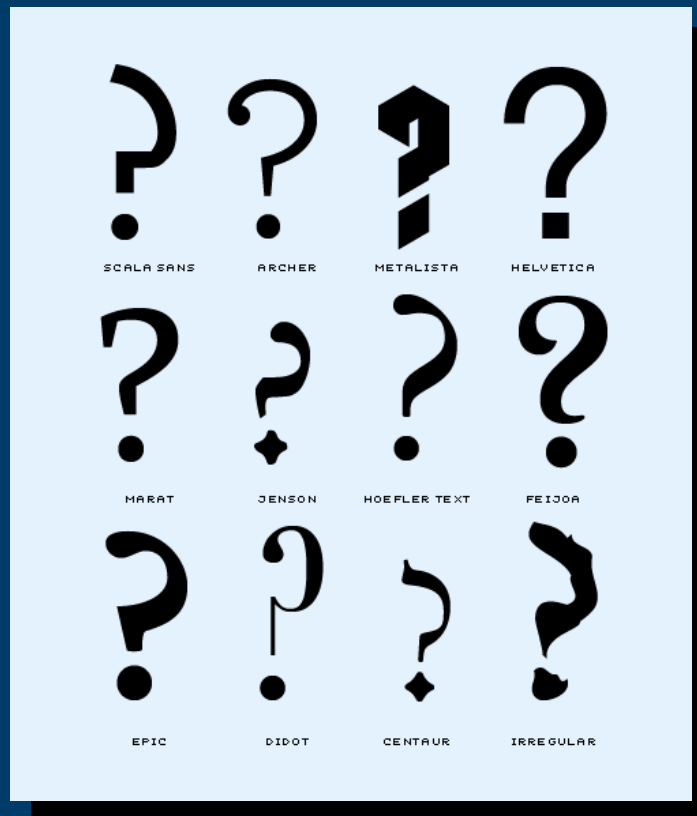 ? ? ? ?
SCALA SANS ARCHER METALISTA HELVETICA
? ? ? ?
MARAT JENSON HOEFLER TEXT FEIJOA
? ? ? ?
EPIC DIDOT CENTAUR IRREGULAR